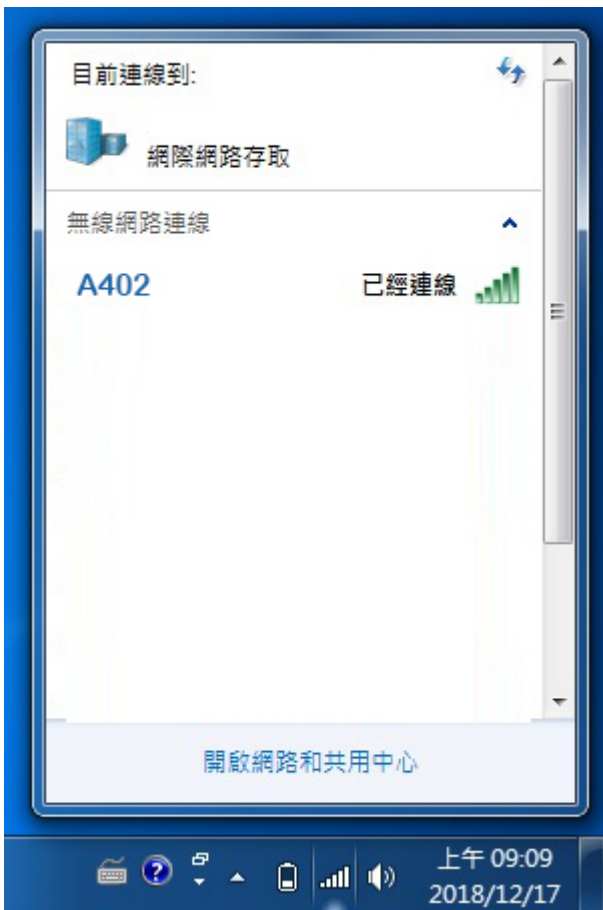 目前連線到:
網際網路存取
無線網路連線
A402 已經連線
開啟網路和共用中心
上午 09:09
2018/12/17